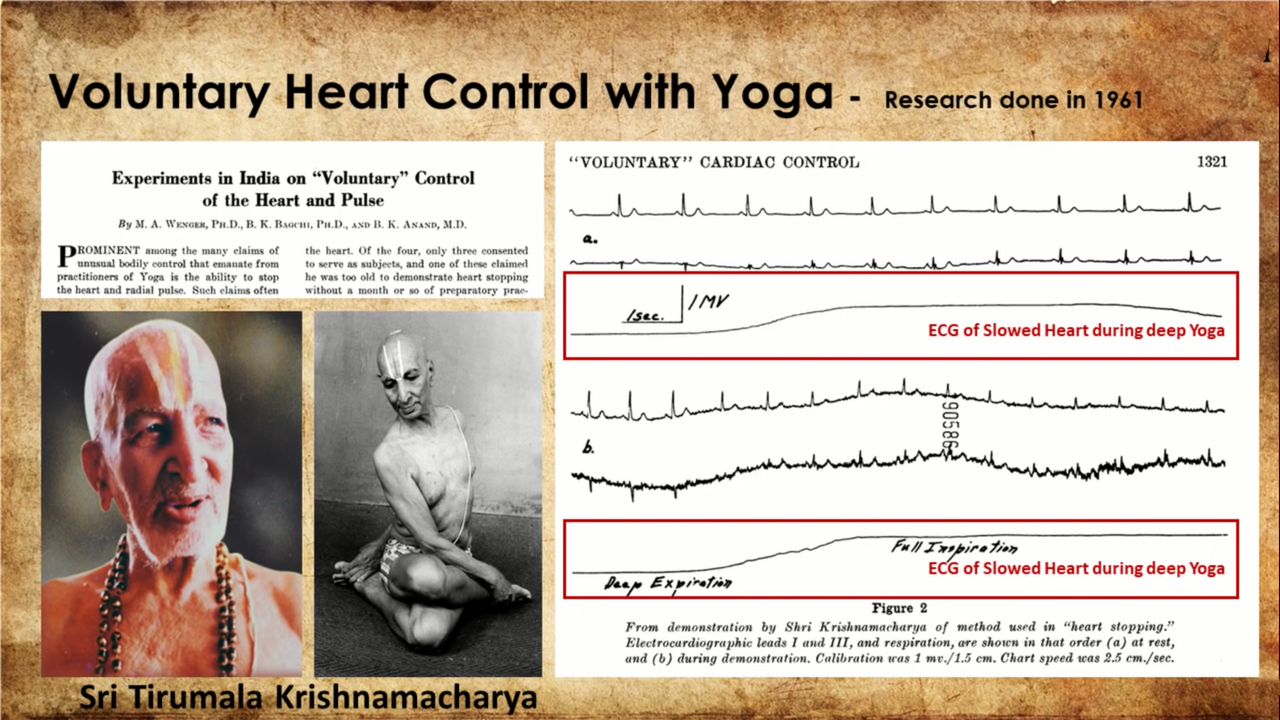 Voluntary Heart Control with Yoga - Research done in 1961
Experiments in India on “Voluntary” Control
of the Heart and Pulse
By M. A. WENGER, PH.D., B. K. BAGCHI, PH.D., AND B. K. ANAND, M.D.
PROMINENT among the many claims of
unusual bodily control that emanate from
practitioners of Yoga is the ability to stop
the heart and radial pulse. Such claims often
the heart. Of the four, only three consented
to serve as subjects, and one of these claimed
he was too old to demonstrate heart stopping
without a month or so of preparatory prac-
Sri Tirumala Krishnamacharya
“VOLUNTARY” CARDIAC CONTROL 1321
a.
1sec. 1 MV
ECG of Slowed Heart during deep Yoga
90586
b.
Full Inspiration
ECG of Slowed Heart during deep Yoga
Deep Expiration
Figure 2
From demonstration by Shri Krishnamacharya of method used in “heart stopping.”
Electrocardiographic leads I and III, and respiration, are shown in that order (a) at rest,
and (b) during demonstration. Calibration was 1 mv./1.5 cm. Chart speed was 2.5 cm./sec.